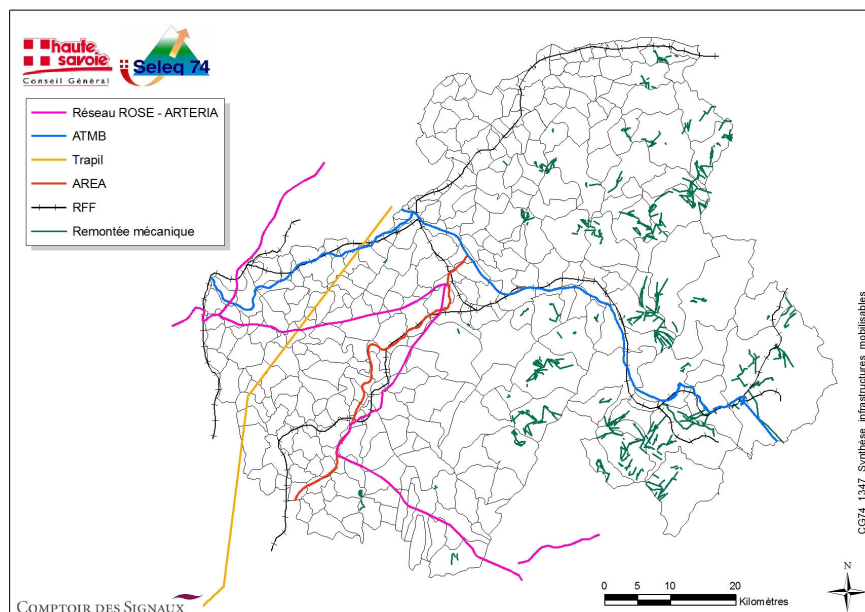 haute
savoie
Conseil Général
Seleq 74
Réseau ROSE - ARTERIA
ATMB
Trapil
AREA
RFF
Remontée mécanique
CG74_1347_Synthèse_infrastructures_mobilisables
COMPTOIR DES SIGNAUX
0 5 10 20
Kilomètres
N